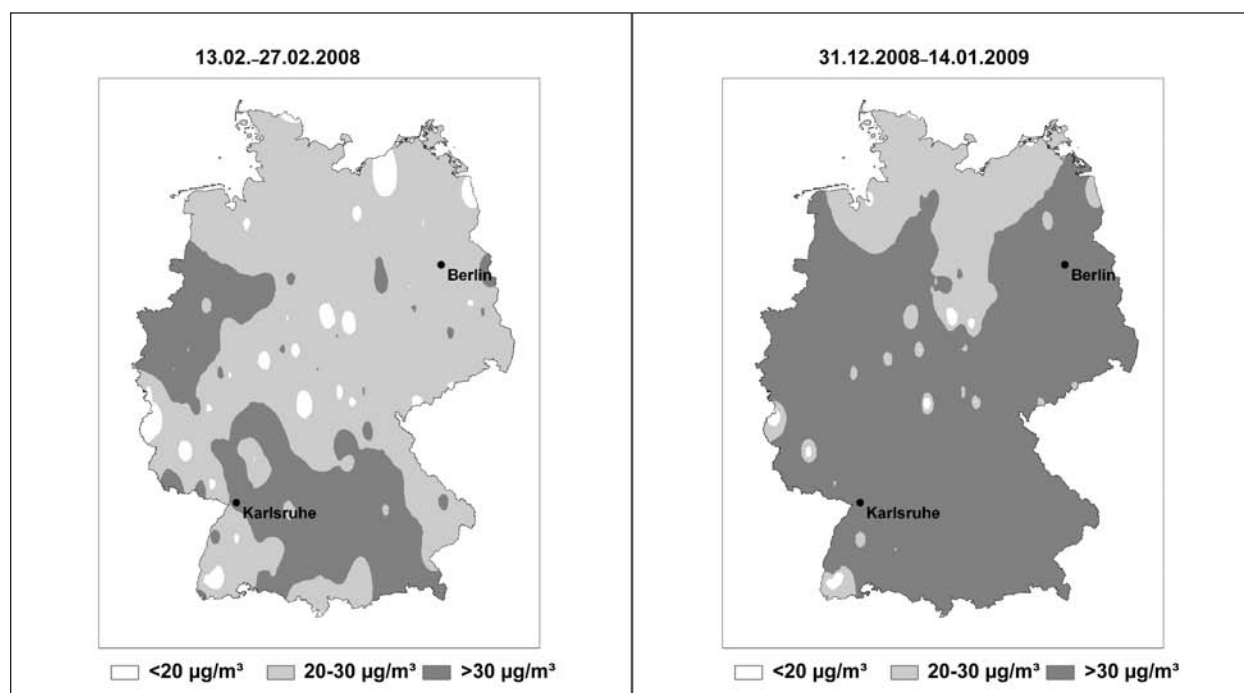 13.02.–27.02.2008
Berlin
Karlsruhe
<20 µg/m³ 20-30 µg/m³ >30 µg/m³
31.12.2008–14.01.2009
Berlin
Karlsruhe
<20 µg/m³ 20-30 µg/m³ >30 µg/m³